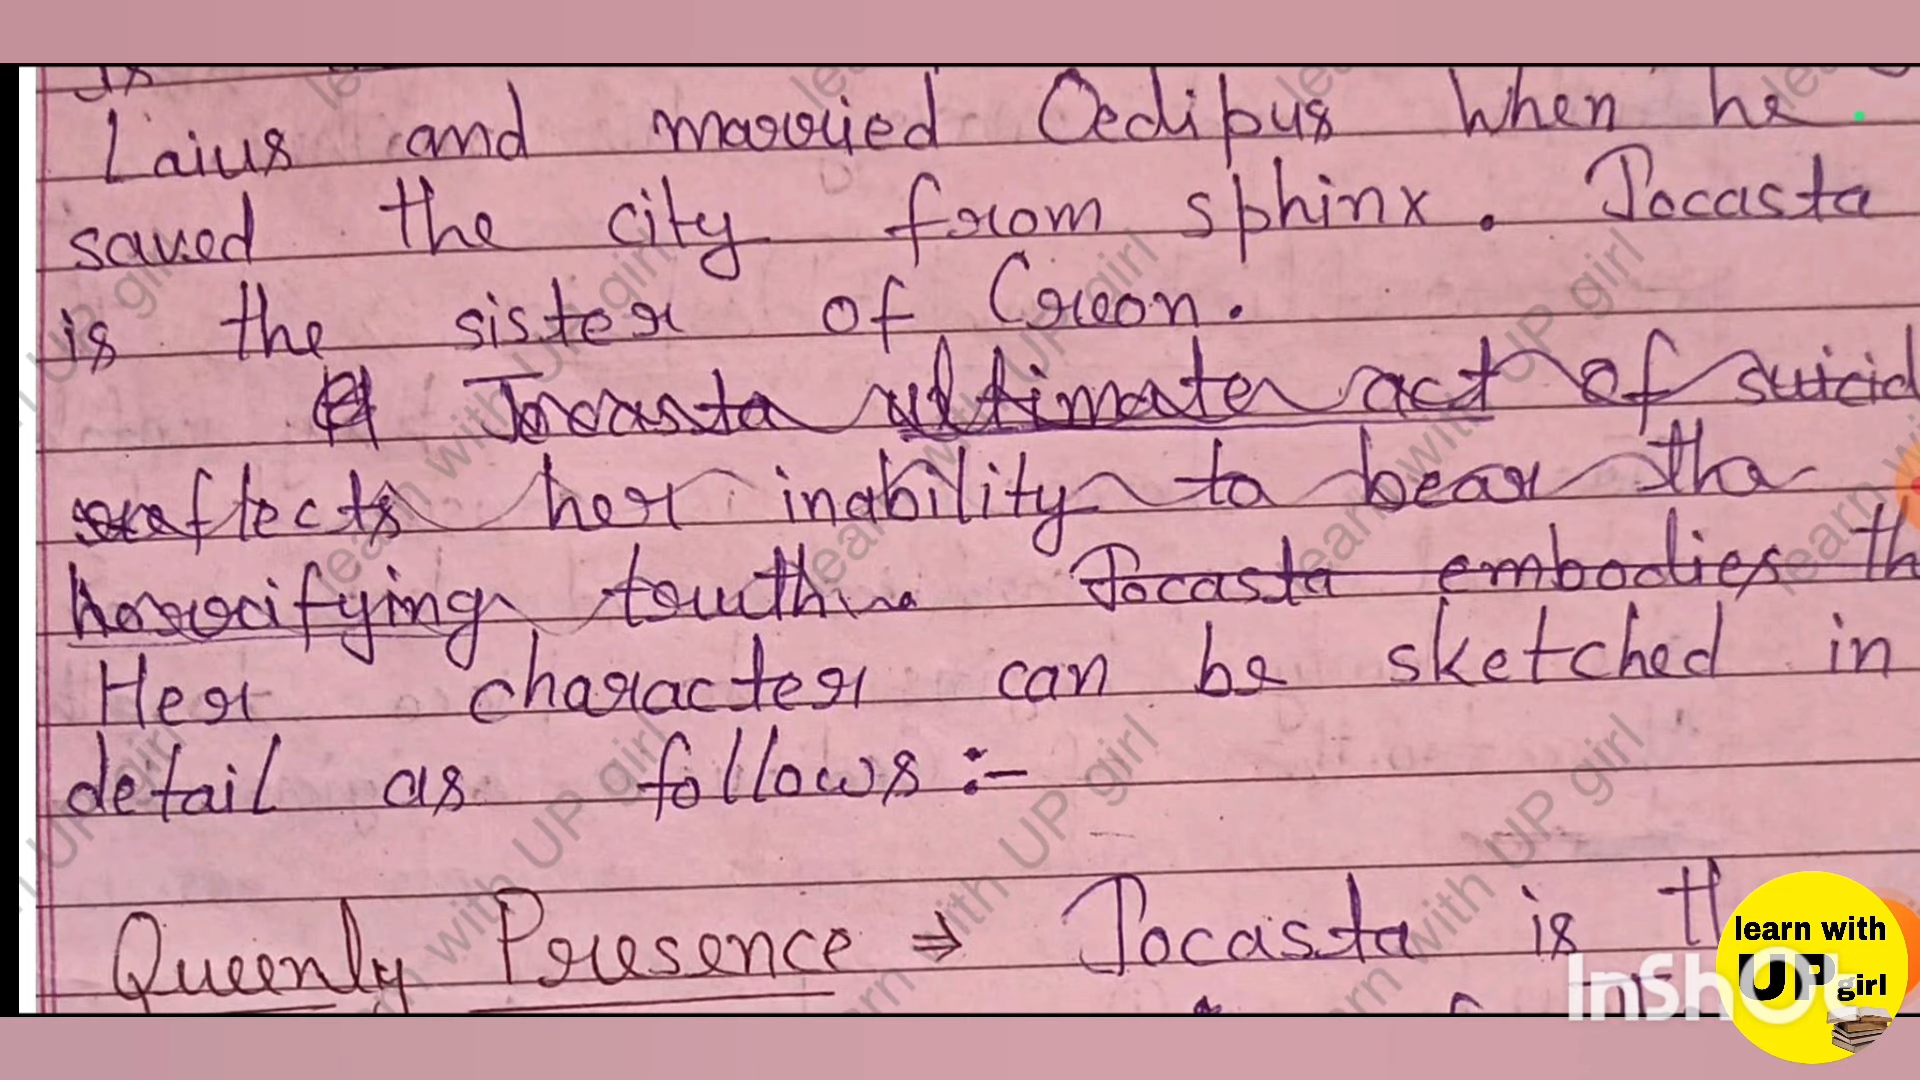 Laius and married Oedipus when he
saved the city from sphinx. Jocasta
is the sister of Creon.
Jocasta ultimate act of suicid
reflects her inability to bear the
horrifying truth. Jocasta embodies th
Her character can be sketched in
detail as follows :-
Queenly Presence ⇒ Jocasta is th
learn with
UP girl
InShOt